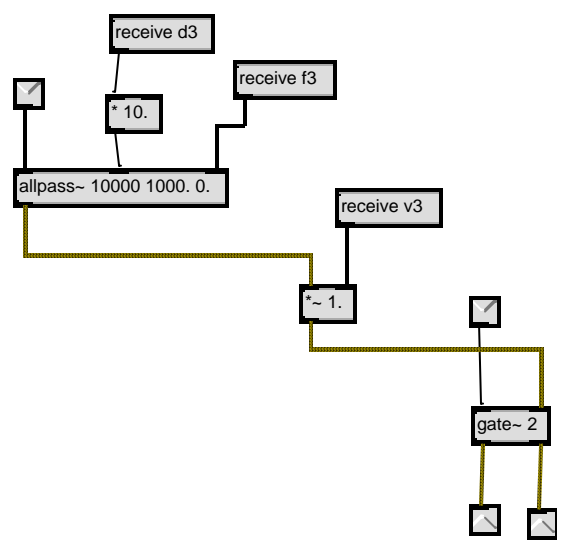 receive d3
receive f3
* 10.
allpass~ 10000 1000. 0.
receive v3
*~ 1.
gate~ 2